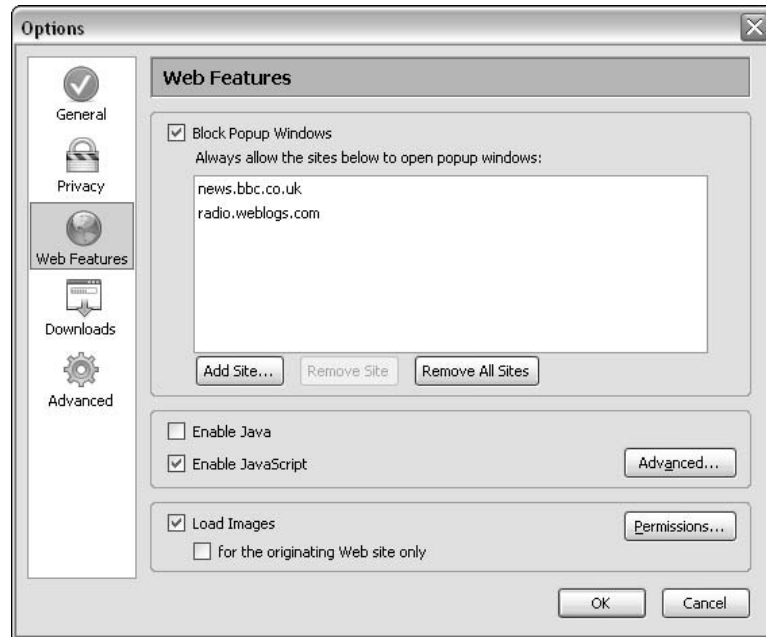 Options
General
Privacy
Web Features
Downloads
Advanced
Web Features
Block Popup Windows
Always allow the sites below to open popup windows:
news.bbc.co.uk
radio.weblogs.com
Add Site... Remove Site Remove All Sites
Enable Java
Enable JavaScript Advanced...
Load Images Permissions...
for the originating Web site only
OK Cancel